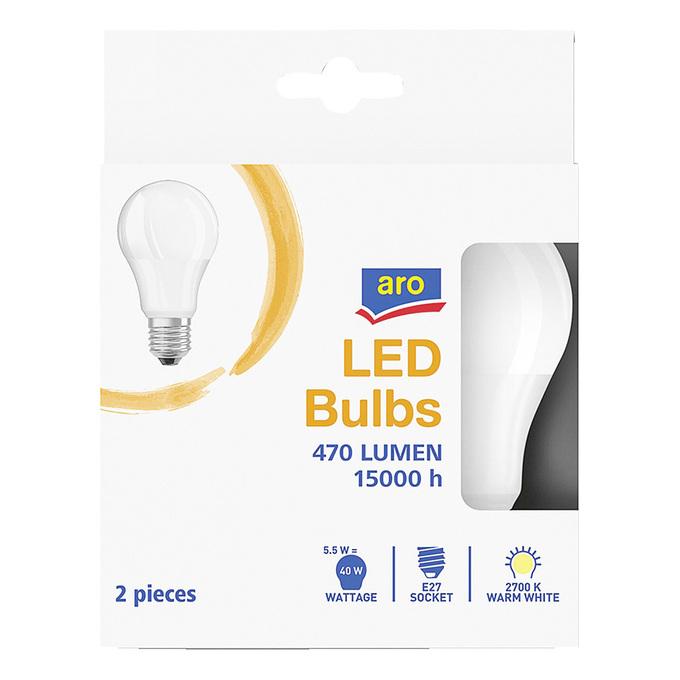 aro
LED
Bulbs
470 LUMEN
15000 h
2 pieces
5.5 W =
40 W
WATTAGE
E27
SOCKET
2700 K
WARM WHITE